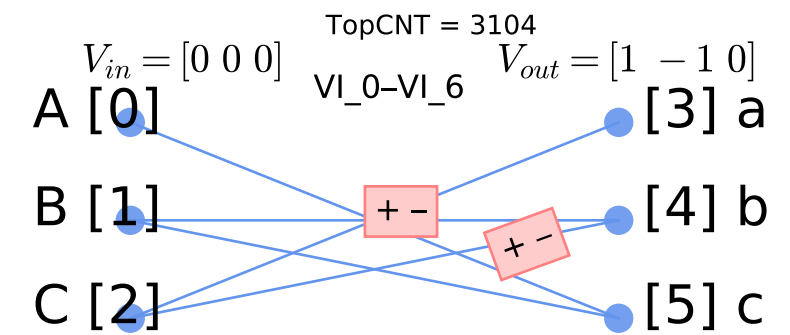 TopCNT = 3104
V_in = [0 0 0]
V_out = [1 −1 0]
VI_0–VI_6
A [0]
[3] a
B [1]
+ −
[4] b
+ −
C [2]
[5] c